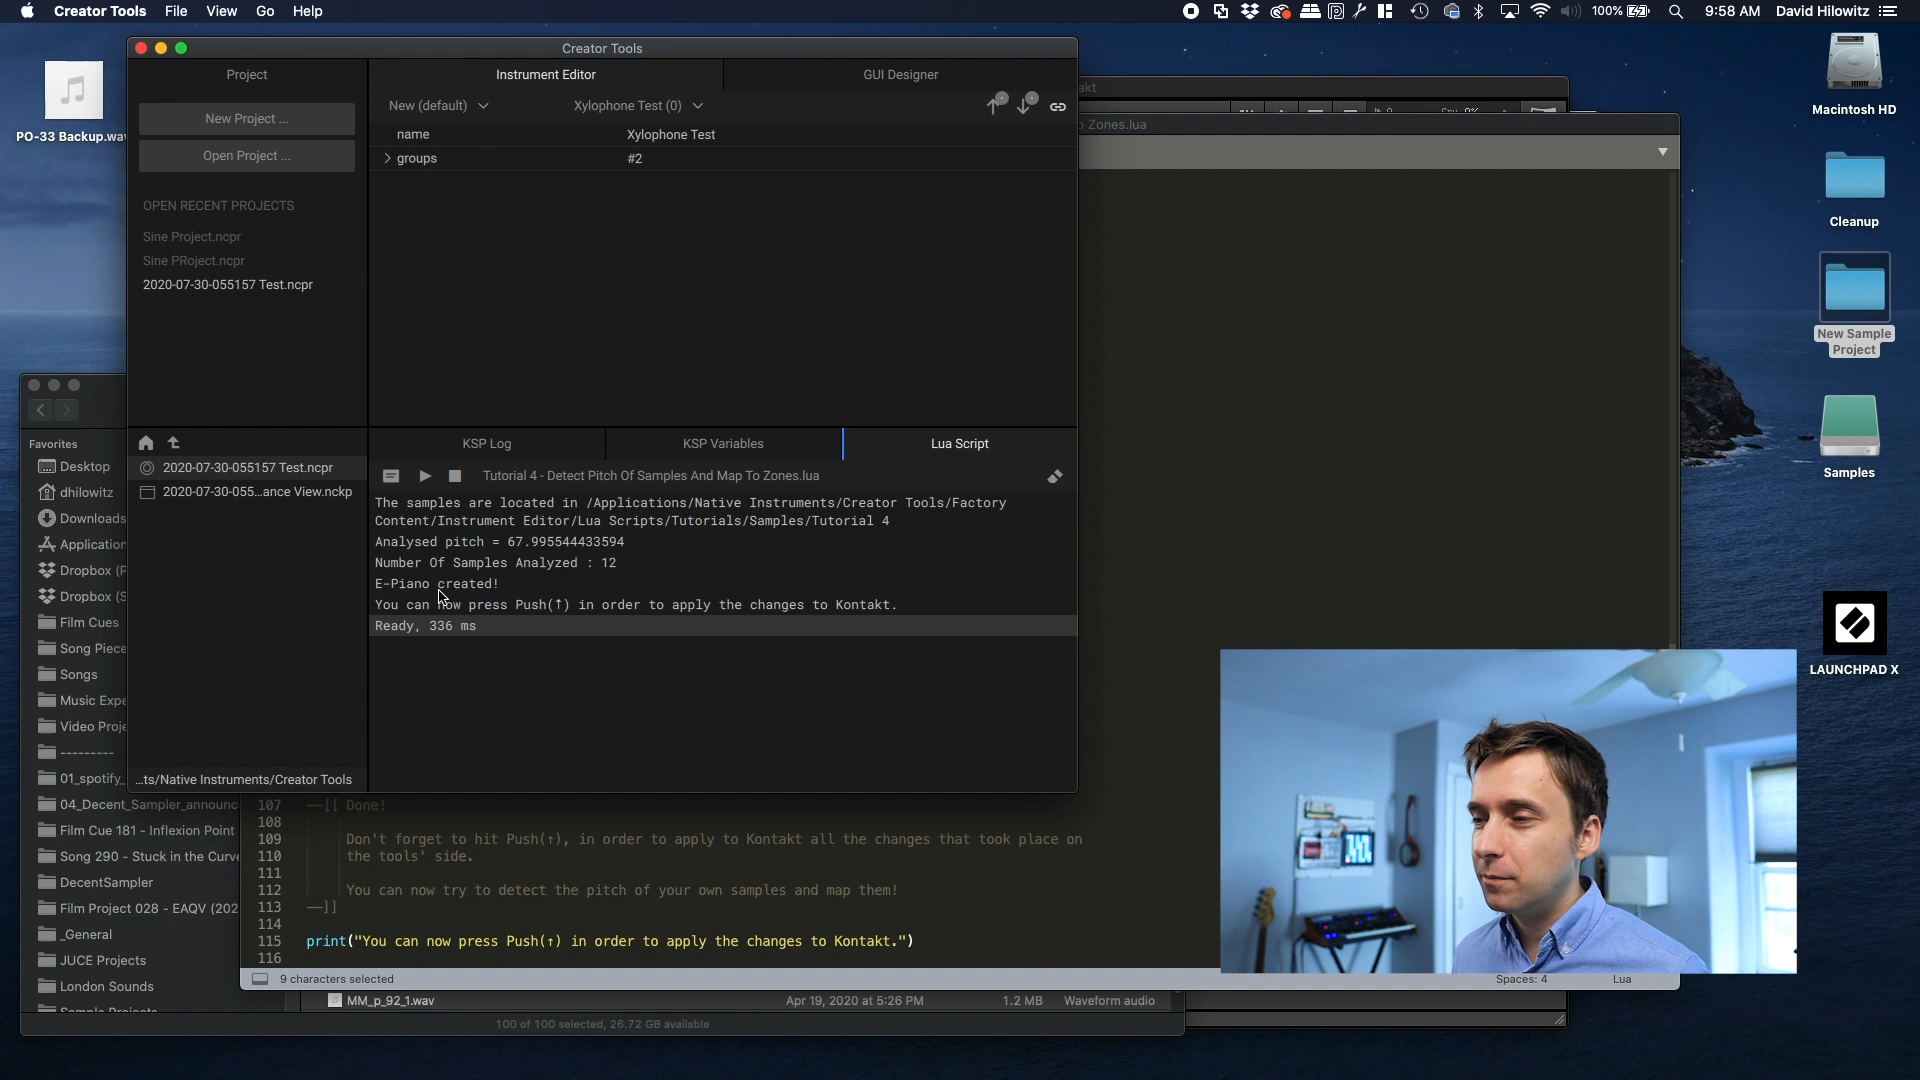 Creator Tools File View Go Help
100% 9:58 AM David Hilowitz
PO-33 Backup.wav
Creator Tools
Project
New Project ...
Open Project ...
OPEN RECENT PROJECTS
Sine Project.ncpr
Sine PRoject.ncpr
2020-07-30-055157 Test.ncpr
Instrument Editor
GUI Designer
New (default)
Xylophone Test (0)
name Xylophone Test
groups #2
Zones.lua
Macintosh HD
Cleanup
New Sample
Project
Samples
LAUNCHPAD X
2020-07-30-055157 Test.ncpr
2020-07-30-055...ance View.nckp
...ts/Native Instruments/Creator Tools
KSP Log
KSP Variables
Lua Script
Tutorial 4 - Detect Pitch Of Samples And Map To Zones.lua
The samples are located in /Applications/Native Instruments/Creator Tools/Factory
Content/Instrument Editor/Lua Scripts/Tutorials/Samples/Tutorial 4
Analysed pitch = 67.995544433594
Number Of Samples Analyzed : 12
E-Piano created!
You can now press Push(↑) in order to apply the changes to Kontakt.
Ready, 336 ms
Favorites
Desktop
dhilowitz
Downloads
Application
Dropbox (P
Dropbox (S
Film Cues
Song Piece
Songs
Music Expe
Video Proje
---------
01_spotify_
04_Decent_Sampler_announc
Film Cue 181 - Inflexion Point
Song 290 - Stuck in the Curve
DecentSampler
Film Project 028 - EAQV (202
_General
JUCE Projects
London Sounds
107 --[[ Done!
108
109 Don't forget to hit Push(↑), in order to apply to Kontakt all the changes that took place on
110 the tools' side.
111
112 You can now try to detect the pitch of your own samples and map them!
113 --]]
114
115 print("You can now press Push(↑) in order to apply the changes to Kontakt.")
116
9 characters selected
Spaces: 4 Lua
MM_p_92_1.wav Apr 19, 2020 at 5:26 PM 1.2 MB Waveform audio
100 of 100 selected, 26.72 GB available